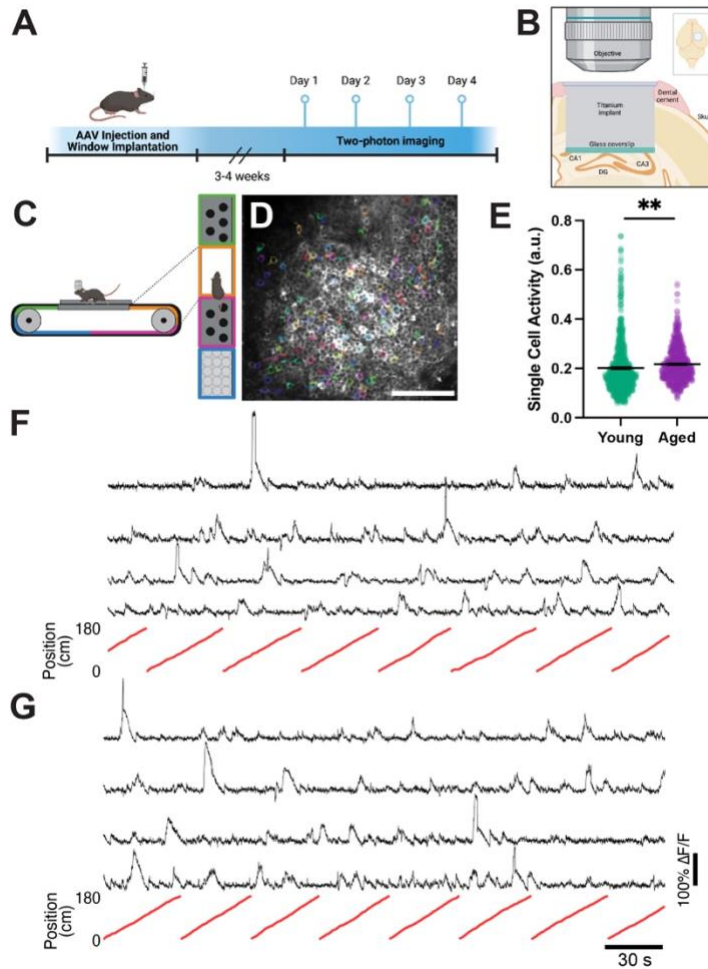 A
Day 1 Day 2 Day 3 Day 4
AAV Injection and
Window Implantation
Two-photon imaging
3-4 weeks
B
Objective
Titanium
implant
Dental
cement
Skull
Glass coverslip
CA1
CA3
DG
C
D
E
**
Single Cell Activity (a.u.)
0.8
0.6
0.4
0.2
0.0
Young Aged
F
Position
(cm)
180
0
G
100% ΔF/F
Position
(cm)
180
0
30 s